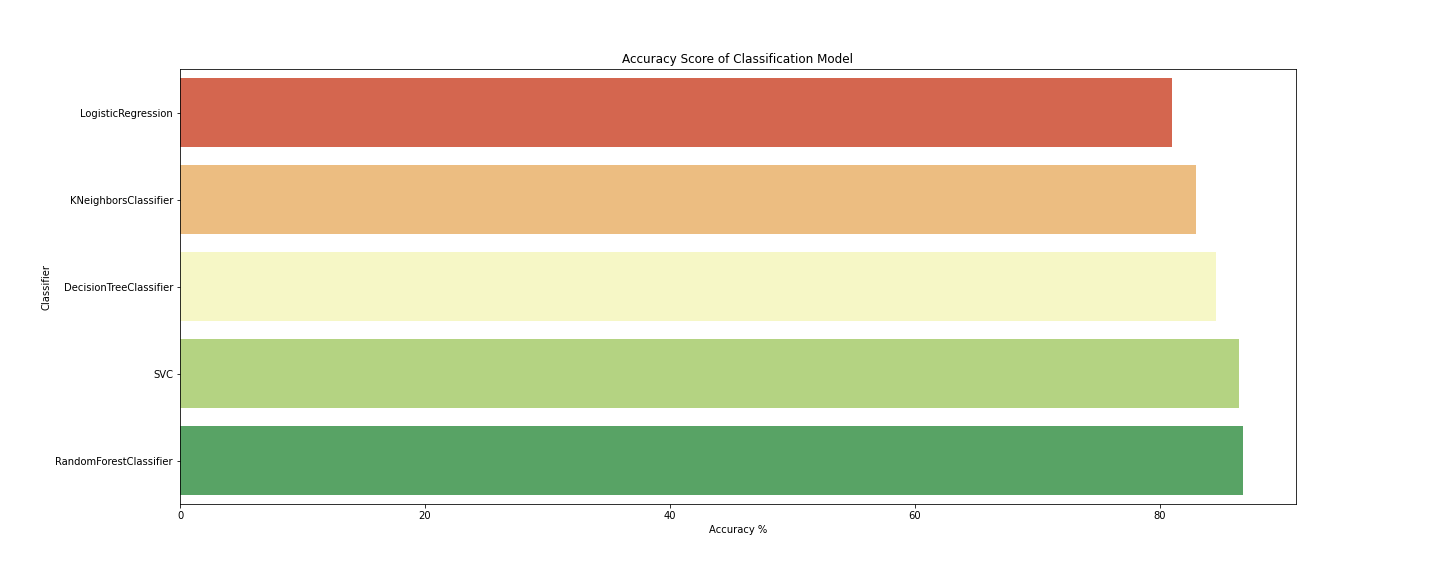 Accuracy Score of Classification Model
Classifier
LogisticRegression
KNeighborsClassifier
DecisionTreeClassifier
SVC
RandomForestClassifier
0 20 40 60 80
Accuracy %